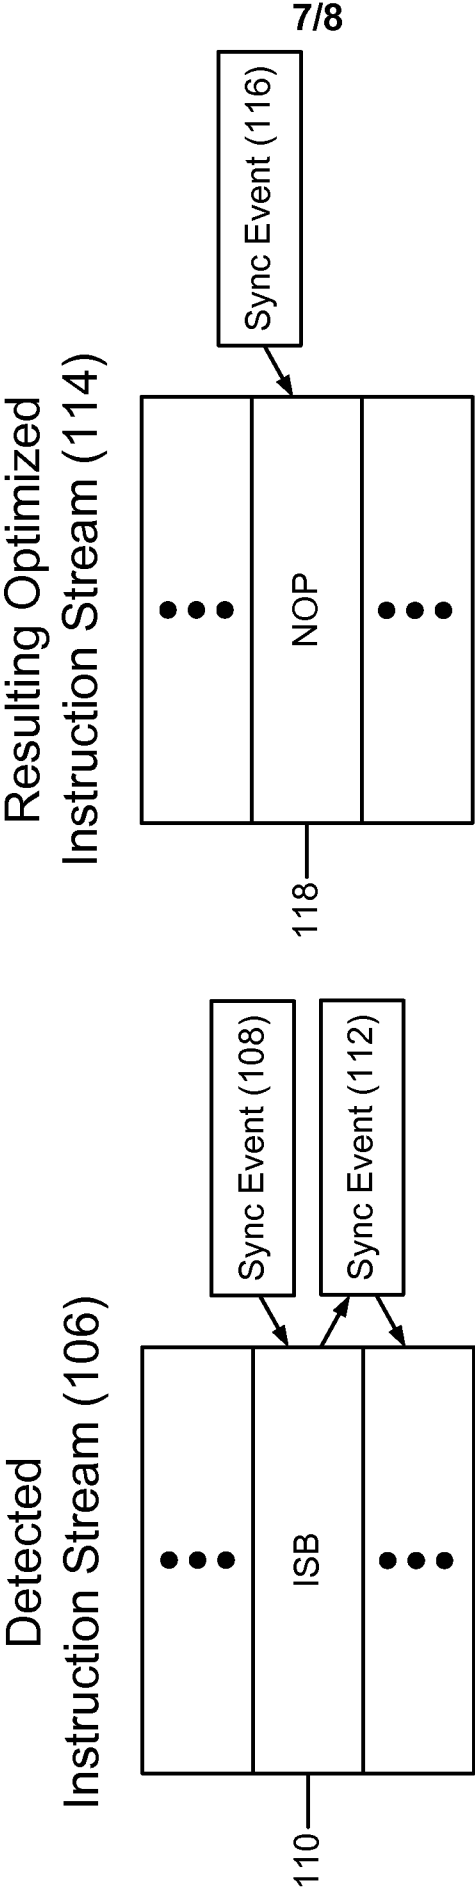 7/8
Detected
Instruction Stream (106)
110
ISB
Sync Event (108)
Sync Event (112)
Resulting Optimized
Instruction Stream (114)
118
NOP
Sync Event (116)